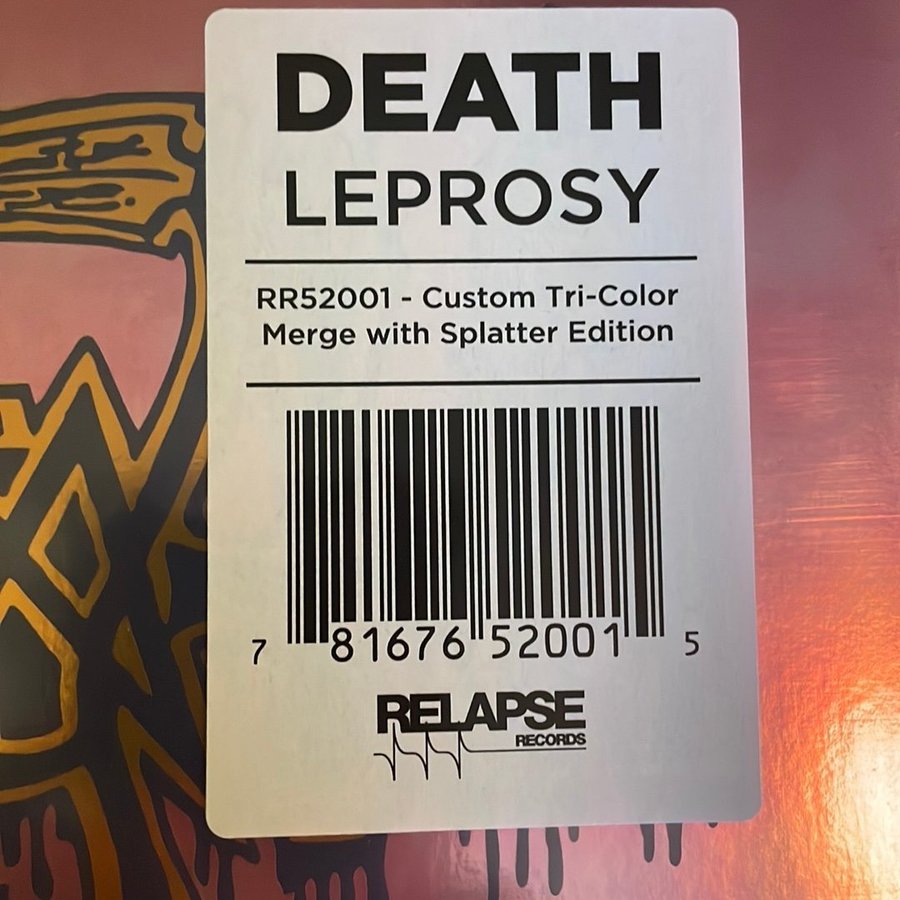 DEATH
LEPROSY
RR52001 - Custom Tri-Color
Merge with Splatter Edition
7 81676 52001 5
RELAPSE
RECORDS